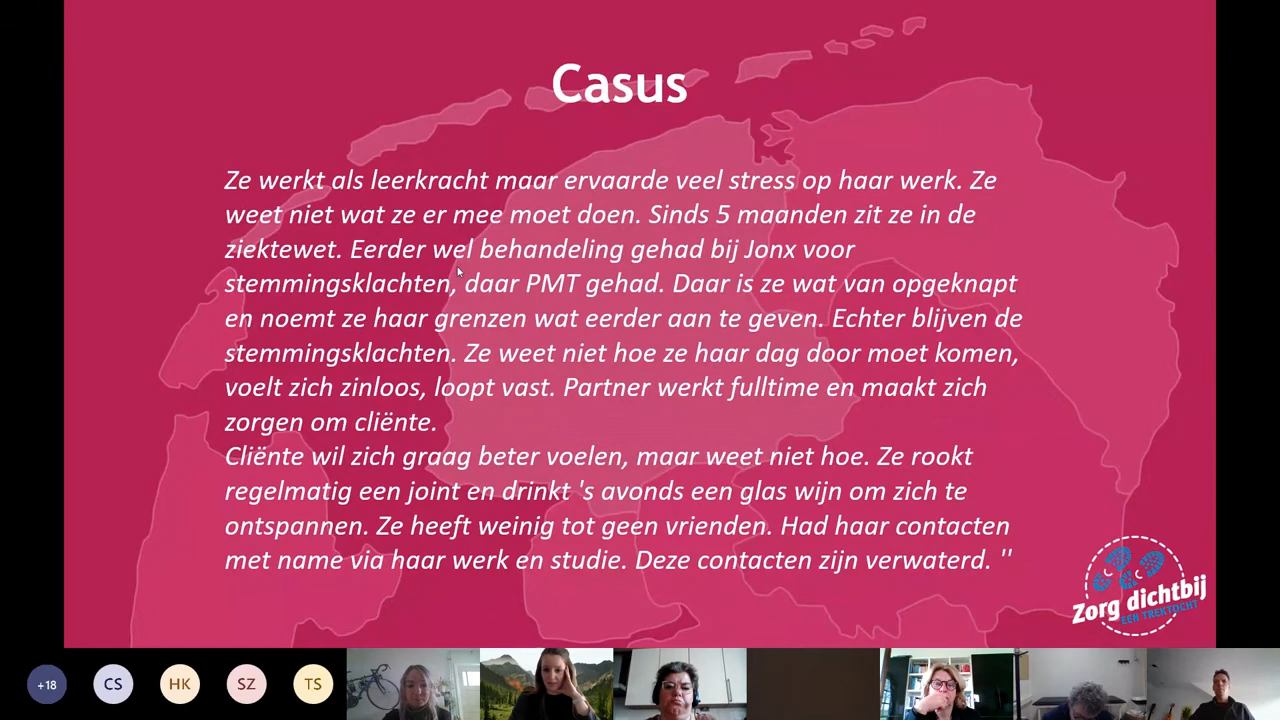 Casus
Ze werkt als leerkracht maar ervaarde veel stress op haar werk. Ze
weet niet wat ze er mee moet doen. Sinds 5 maanden zit ze in de
ziektewet. Eerder wel behandeling gehad bij Jonx voor
stemmingsklachten, daar PMT gehad. Daar is ze wat van opgeknapt
en noemt ze haar grenzen wat eerder aan te geven. Echter blijven de
stemmingsklachten. Ze weet niet hoe ze haar dag door moet komen,
voelt zich zinloos, loopt vast. Partner werkt fulltime en maakt zich
zorgen om cliënte.
Cliënte wil zich graag beter voelen, maar weet niet hoe. Ze rookt
regelmatig een joint en drinkt 's avonds een glas wijn om zich te
ontspannen. Ze heeft weinig tot geen vrienden. Had haar contacten
met name via haar werk en studie. Deze contacten zijn verwaterd. "
Zorg dichtbij
EEN TREKTOCHT
+18 CS HK SZ TS